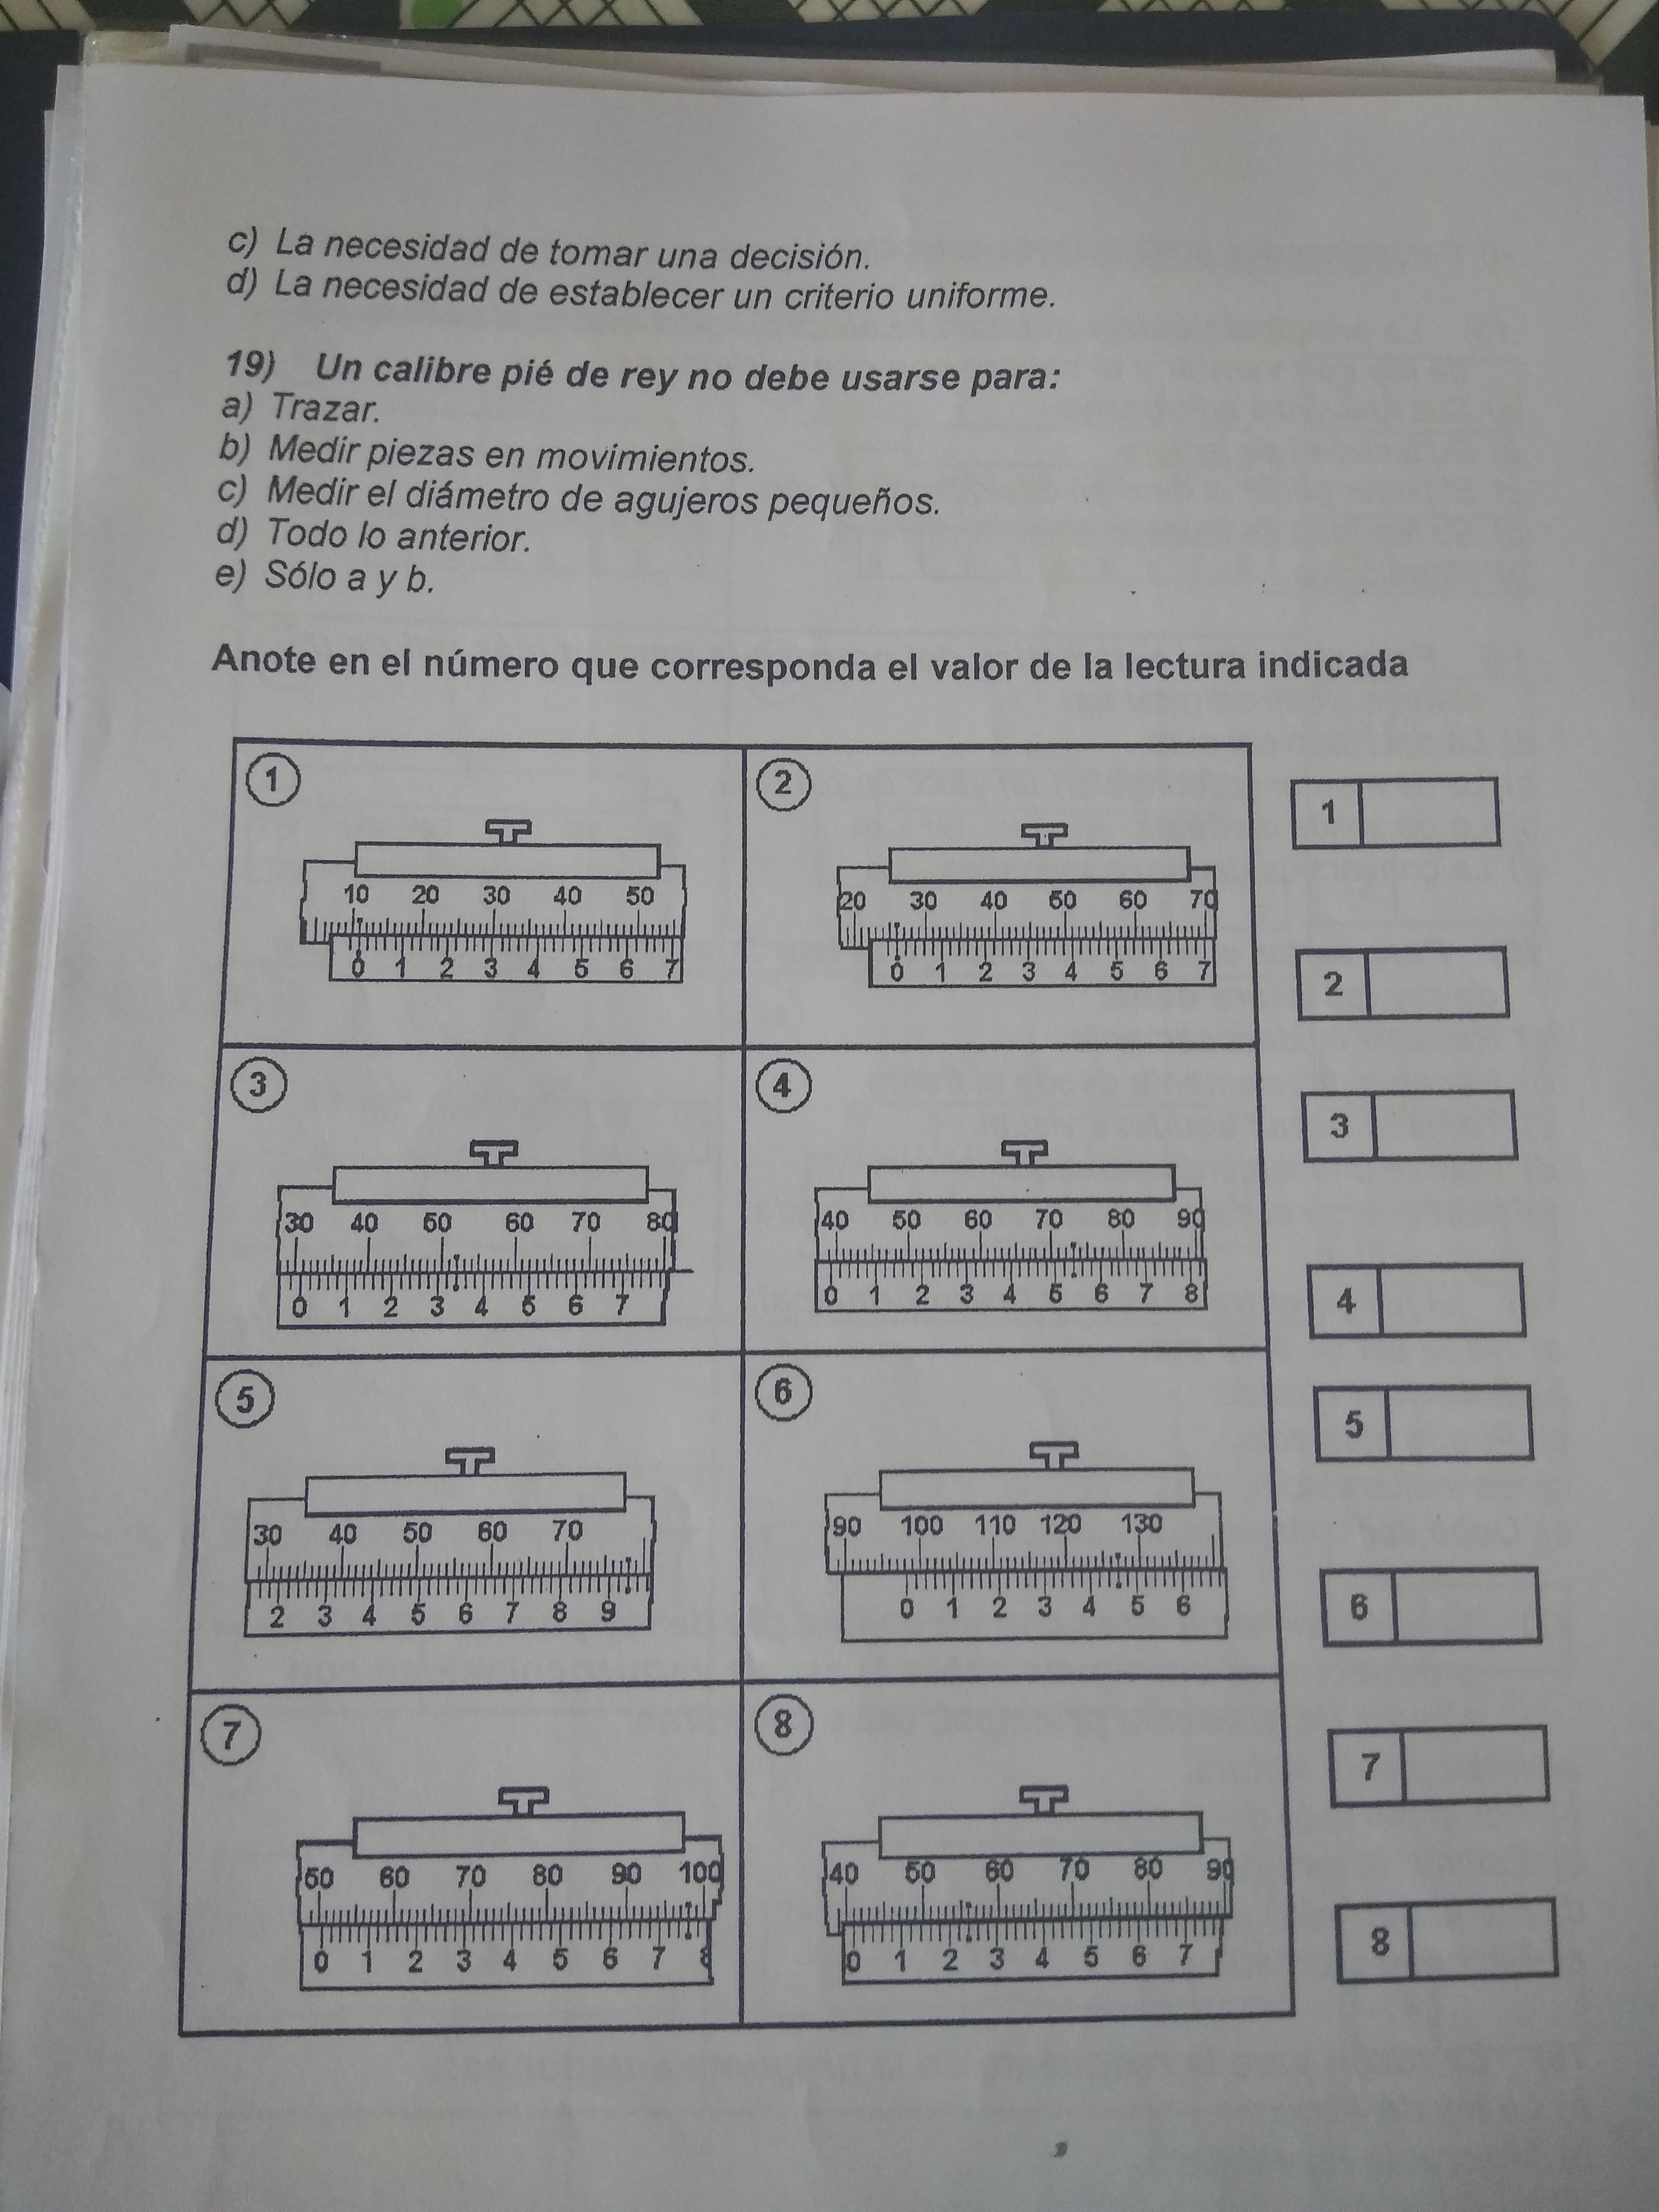 c) La necesidad de tomar una decisión.
d) La necesidad de establecer un criterio uniforme.
19) Un calibre pié de rey no debe usarse para:
a) Trazar.
b) Medir piezas en movimientos.
c) Medir el diámetro de agujeros pequeños.
d) Todo lo anterior.
e) Sólo a y b.
Anote en el número que corresponda el valor de la lectura indicada
1
10 20 30 40 50
0 1 2 3 4 5 6 7
2
20 30 40 50 60 70
0 1 2 3 4 5 6 7
3
30 40 50 60 70 80
0 1 2 3 4 5 6 7
4
40 50 60 70 80 90
0 1 2 3 4 5 6 7 8
5
30 40 50 60 70
2 3 4 5 6 7 8 9
6
90 100 110 120 130
0 1 2 3 4 5 6
7
50 60 70 80 90 100
0 1 2 3 4 5 6 7 8
8
40 50 60 70 80 90
0 1 2 3 4 5 6 7
1
2
3
4
5
6
7
8